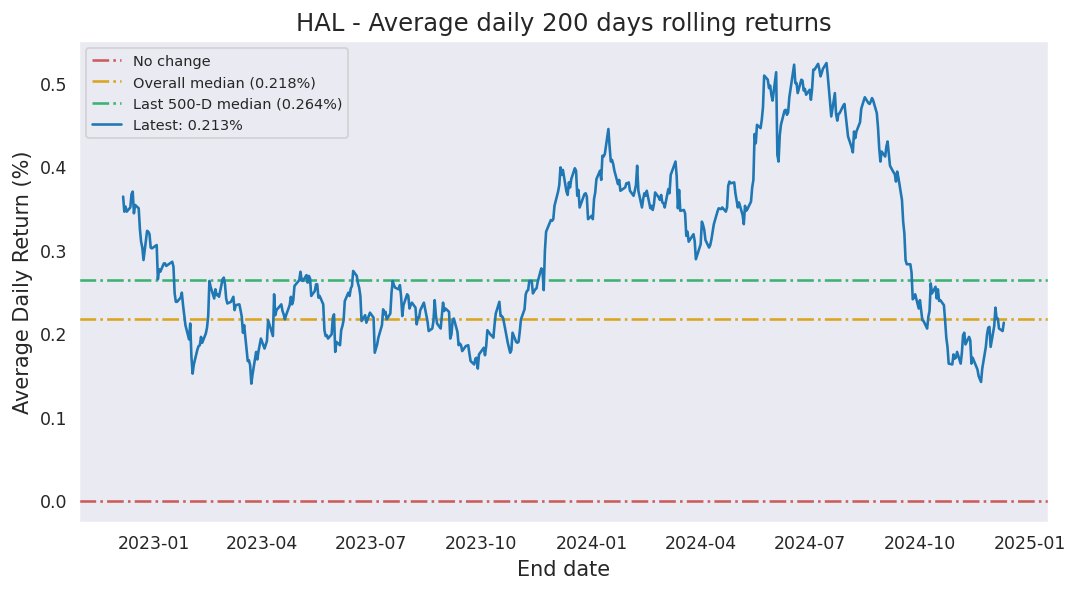 HAL - Average daily 200 days rolling returns
No change
Overall median (0.218%)
Last 500-D median (0.264%)
Latest: 0.213%
Average Daily Return (%)
0.5
0.4
0.3
0.2
0.1
0.0
2023-01 2023-04 2023-07 2023-10 2024-01 2024-04 2024-07 2024-10 2025-01
End date